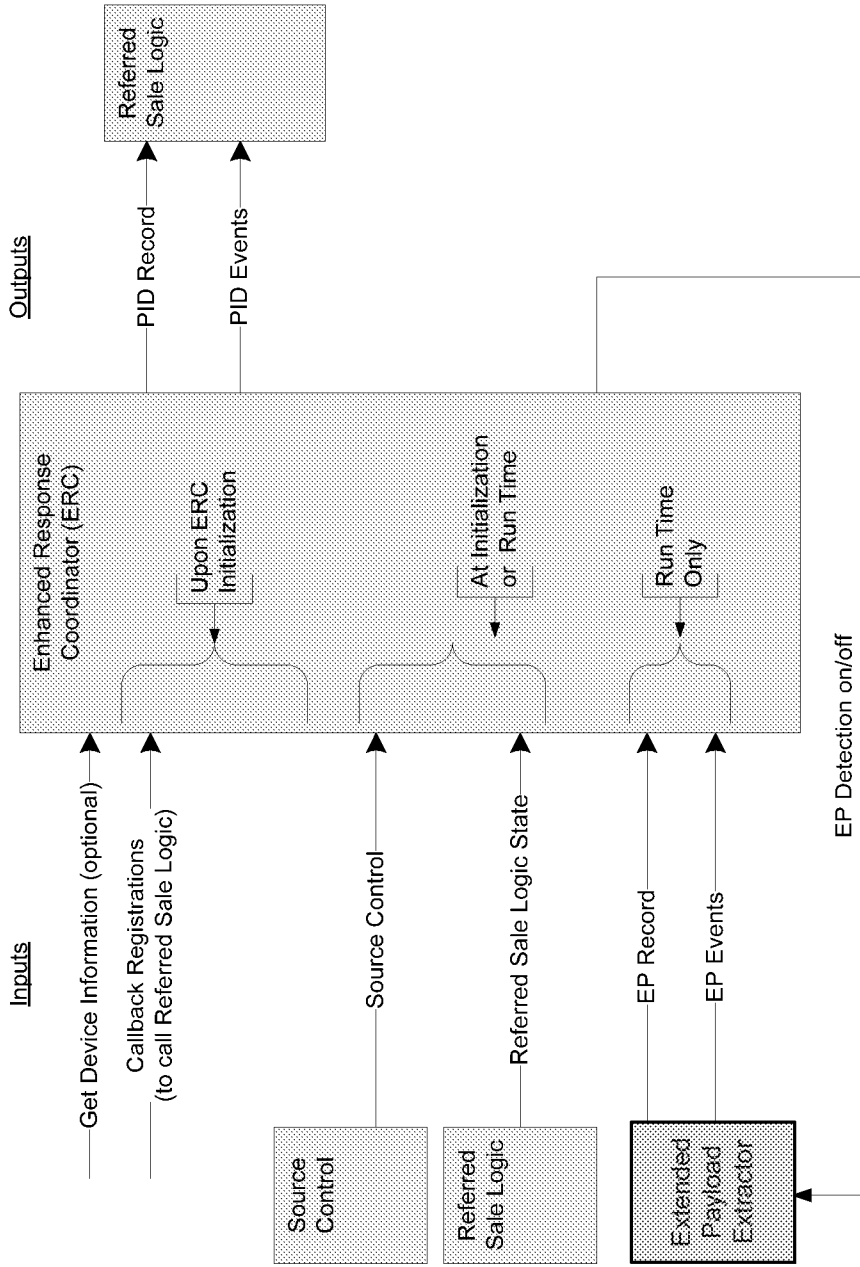 Inputs
Outputs
Get Device Information (optional)
Callback Registrations
(to call Referred Sale Logic)
Enhanced Response
Coordinator (ERC)
Upon ERC
Initialization
PID Record
PID Events
Referred
Sale Logic
Source
Control
Source Control
Referred
Sale Logic
Referred Sale Logic State
At Initialization
or Run Time
Extended
Payload
Extractor
EP Record
EP Events
Run Time
Only
EP Detection on/off